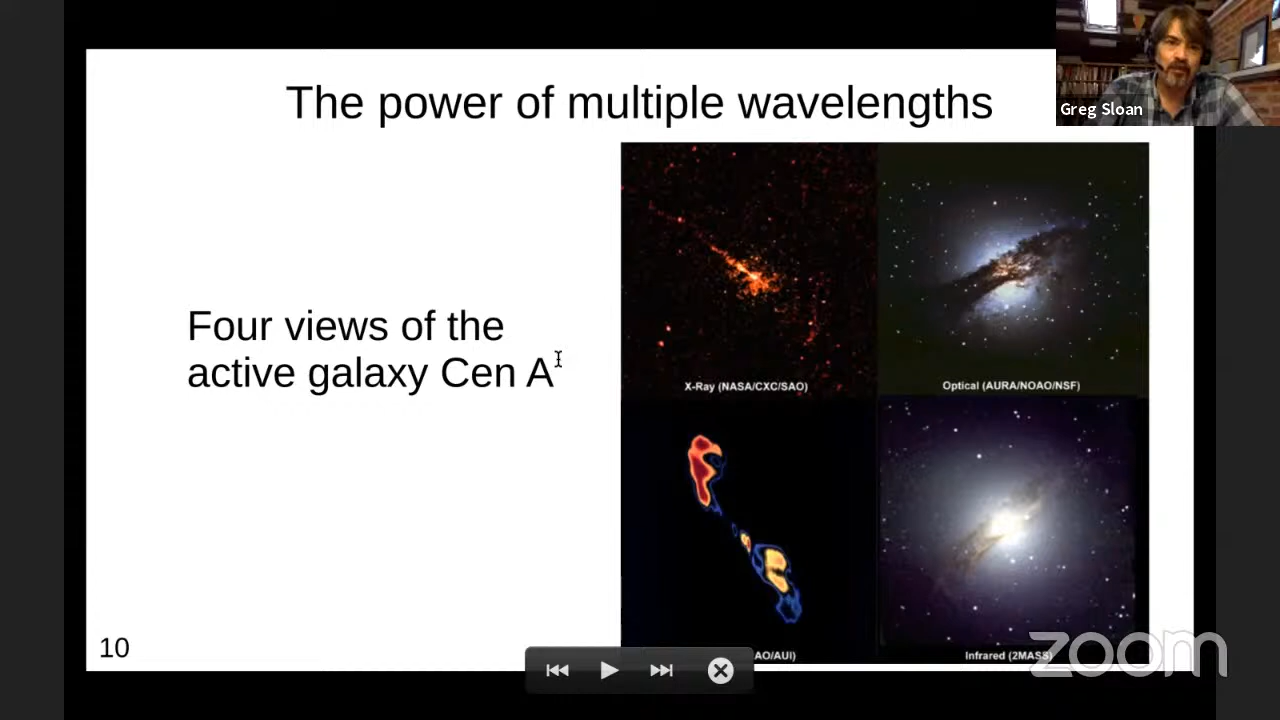 The power of multiple wavelengths
Greg Sloan
Four views of the
active galaxy Cen A
X-Ray (NASA/CXC/SAO)
Optical (AURA/NOAO/NSF)
AO/AUI)
Infrared (2MASS)
10
zoom